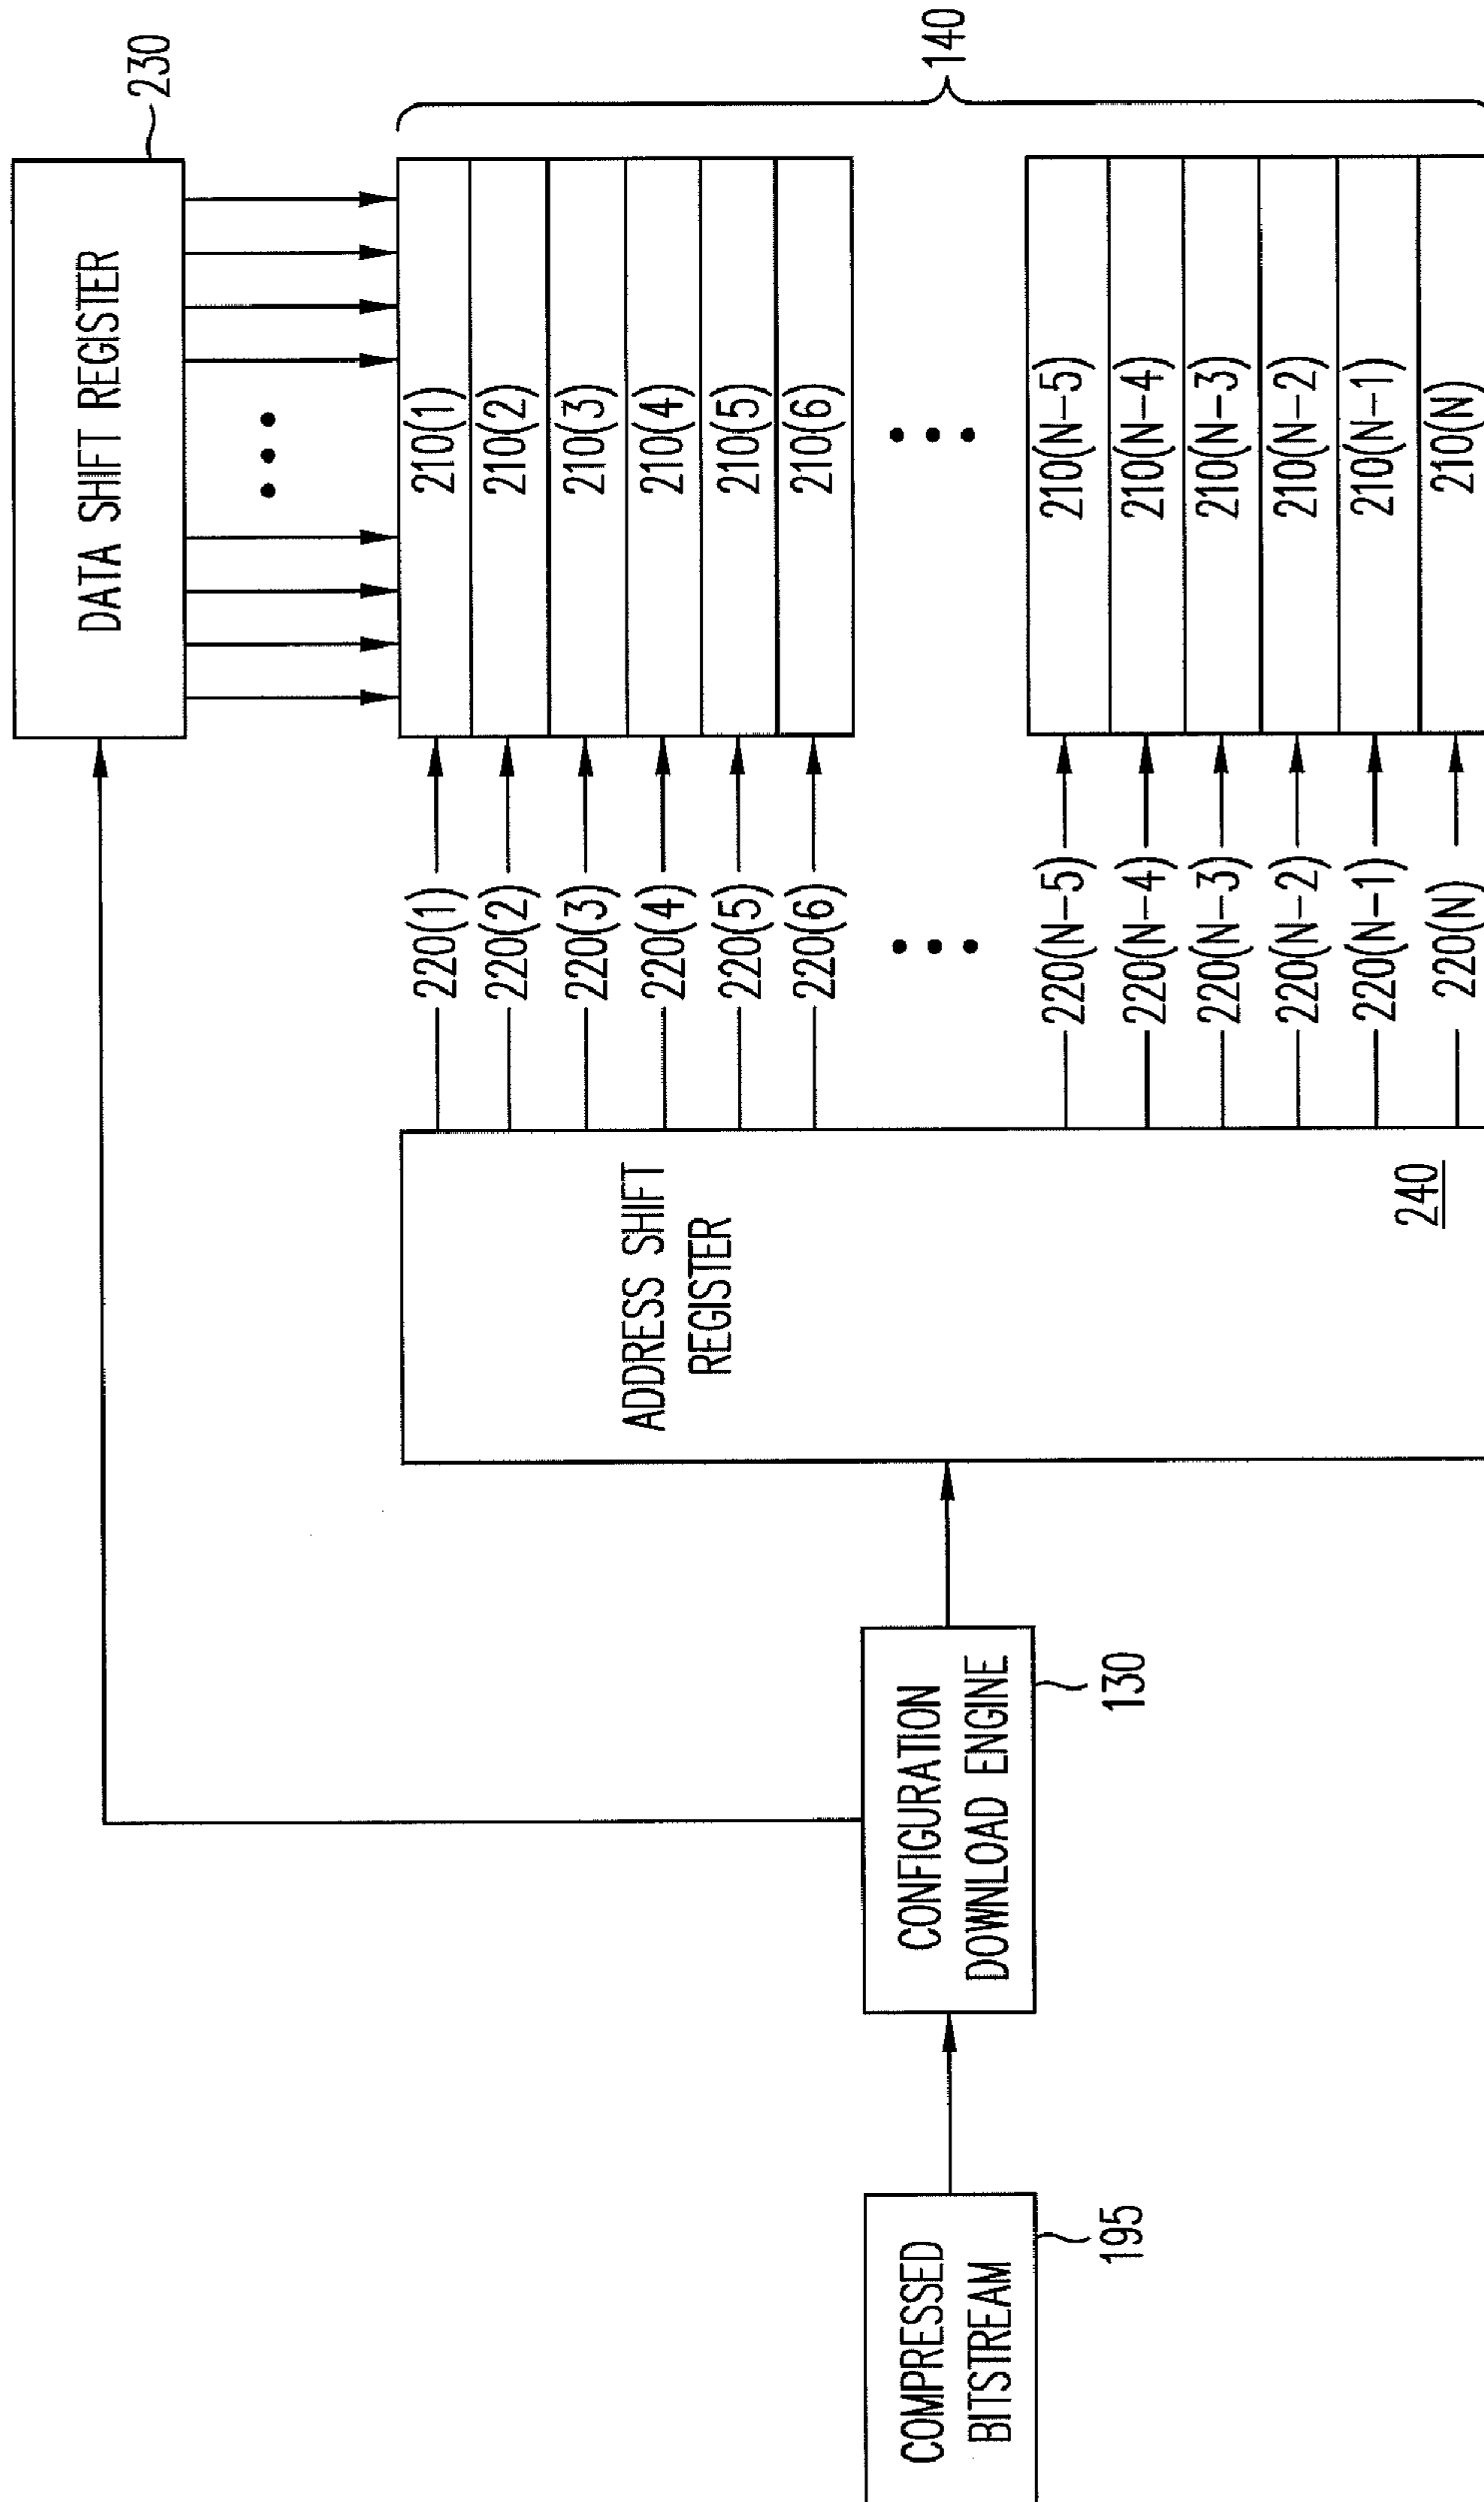 DATA SHIFT REGISTER
230
140
210(1)
210(2)
210(3)
210(4)
210(5)
210(6)
210(N-5)
210(N-4)
210(N-3)
210(N-2)
210(N-1)
210(N)
220(1)
220(2)
220(3)
220(4)
220(5)
220(6)
220(N-5)
220(N-4)
220(N-3)
220(N-2)
220(N-1)
220(N)
ADDRESS SHIFT
REGISTER
240
CONFIGURATION
DOWNLOAD ENGINE
130
COMPRESSED
BITSTREAM
195